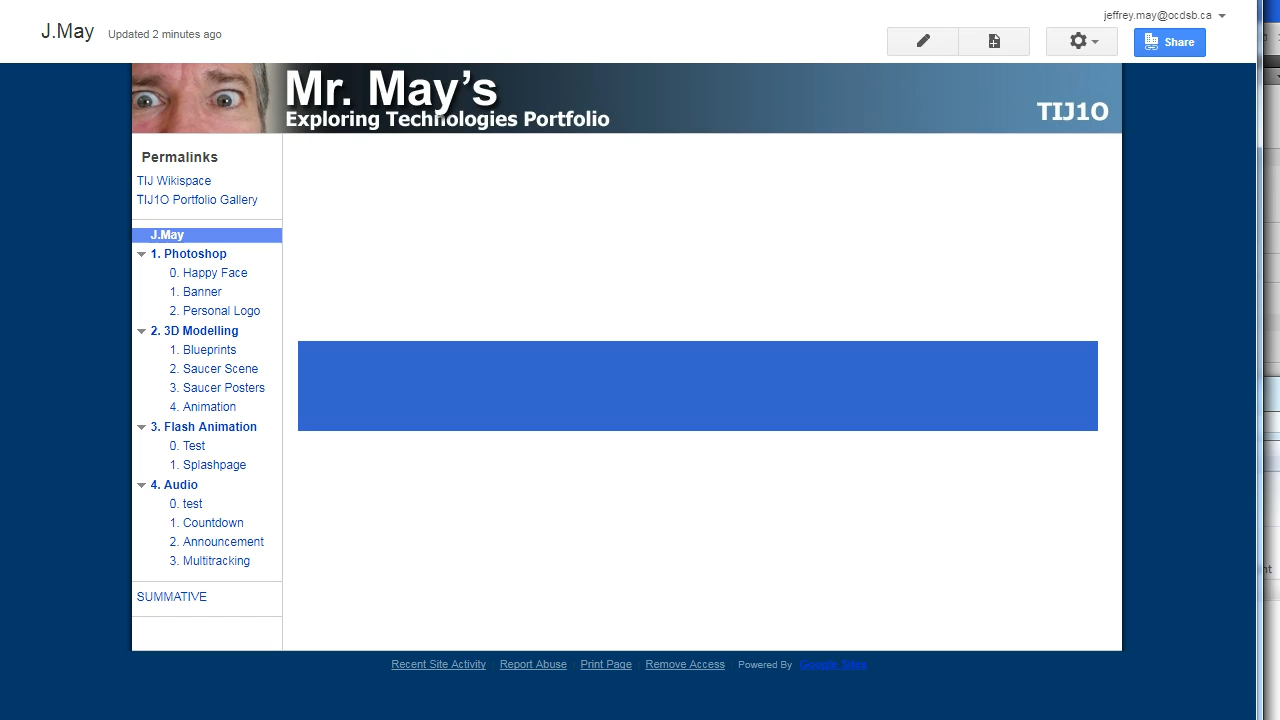 jeffrey.may@ocdsb.ca
J.May Updated 2 minutes ago
Share
Mr. May's
Exploring Technologies Portfolio
TIJ1O
Permalinks
TIJ Wikispace
TIJ1O Portfolio Gallery
J.May
1. Photoshop
0. Happy Face
1. Banner
2. Personal Logo
2. 3D Modelling
1. Blueprints
2. Saucer Scene
3. Saucer Posters
4. Animation
3. Flash Animation
0. Test
1. Splashpage
4. Audio
0. test
1. Countdown
2. Announcement
3. Multitracking
SUMMATIVE
Recent Site Activity Report Abuse Print Page Remove Access Powered By Google Sites